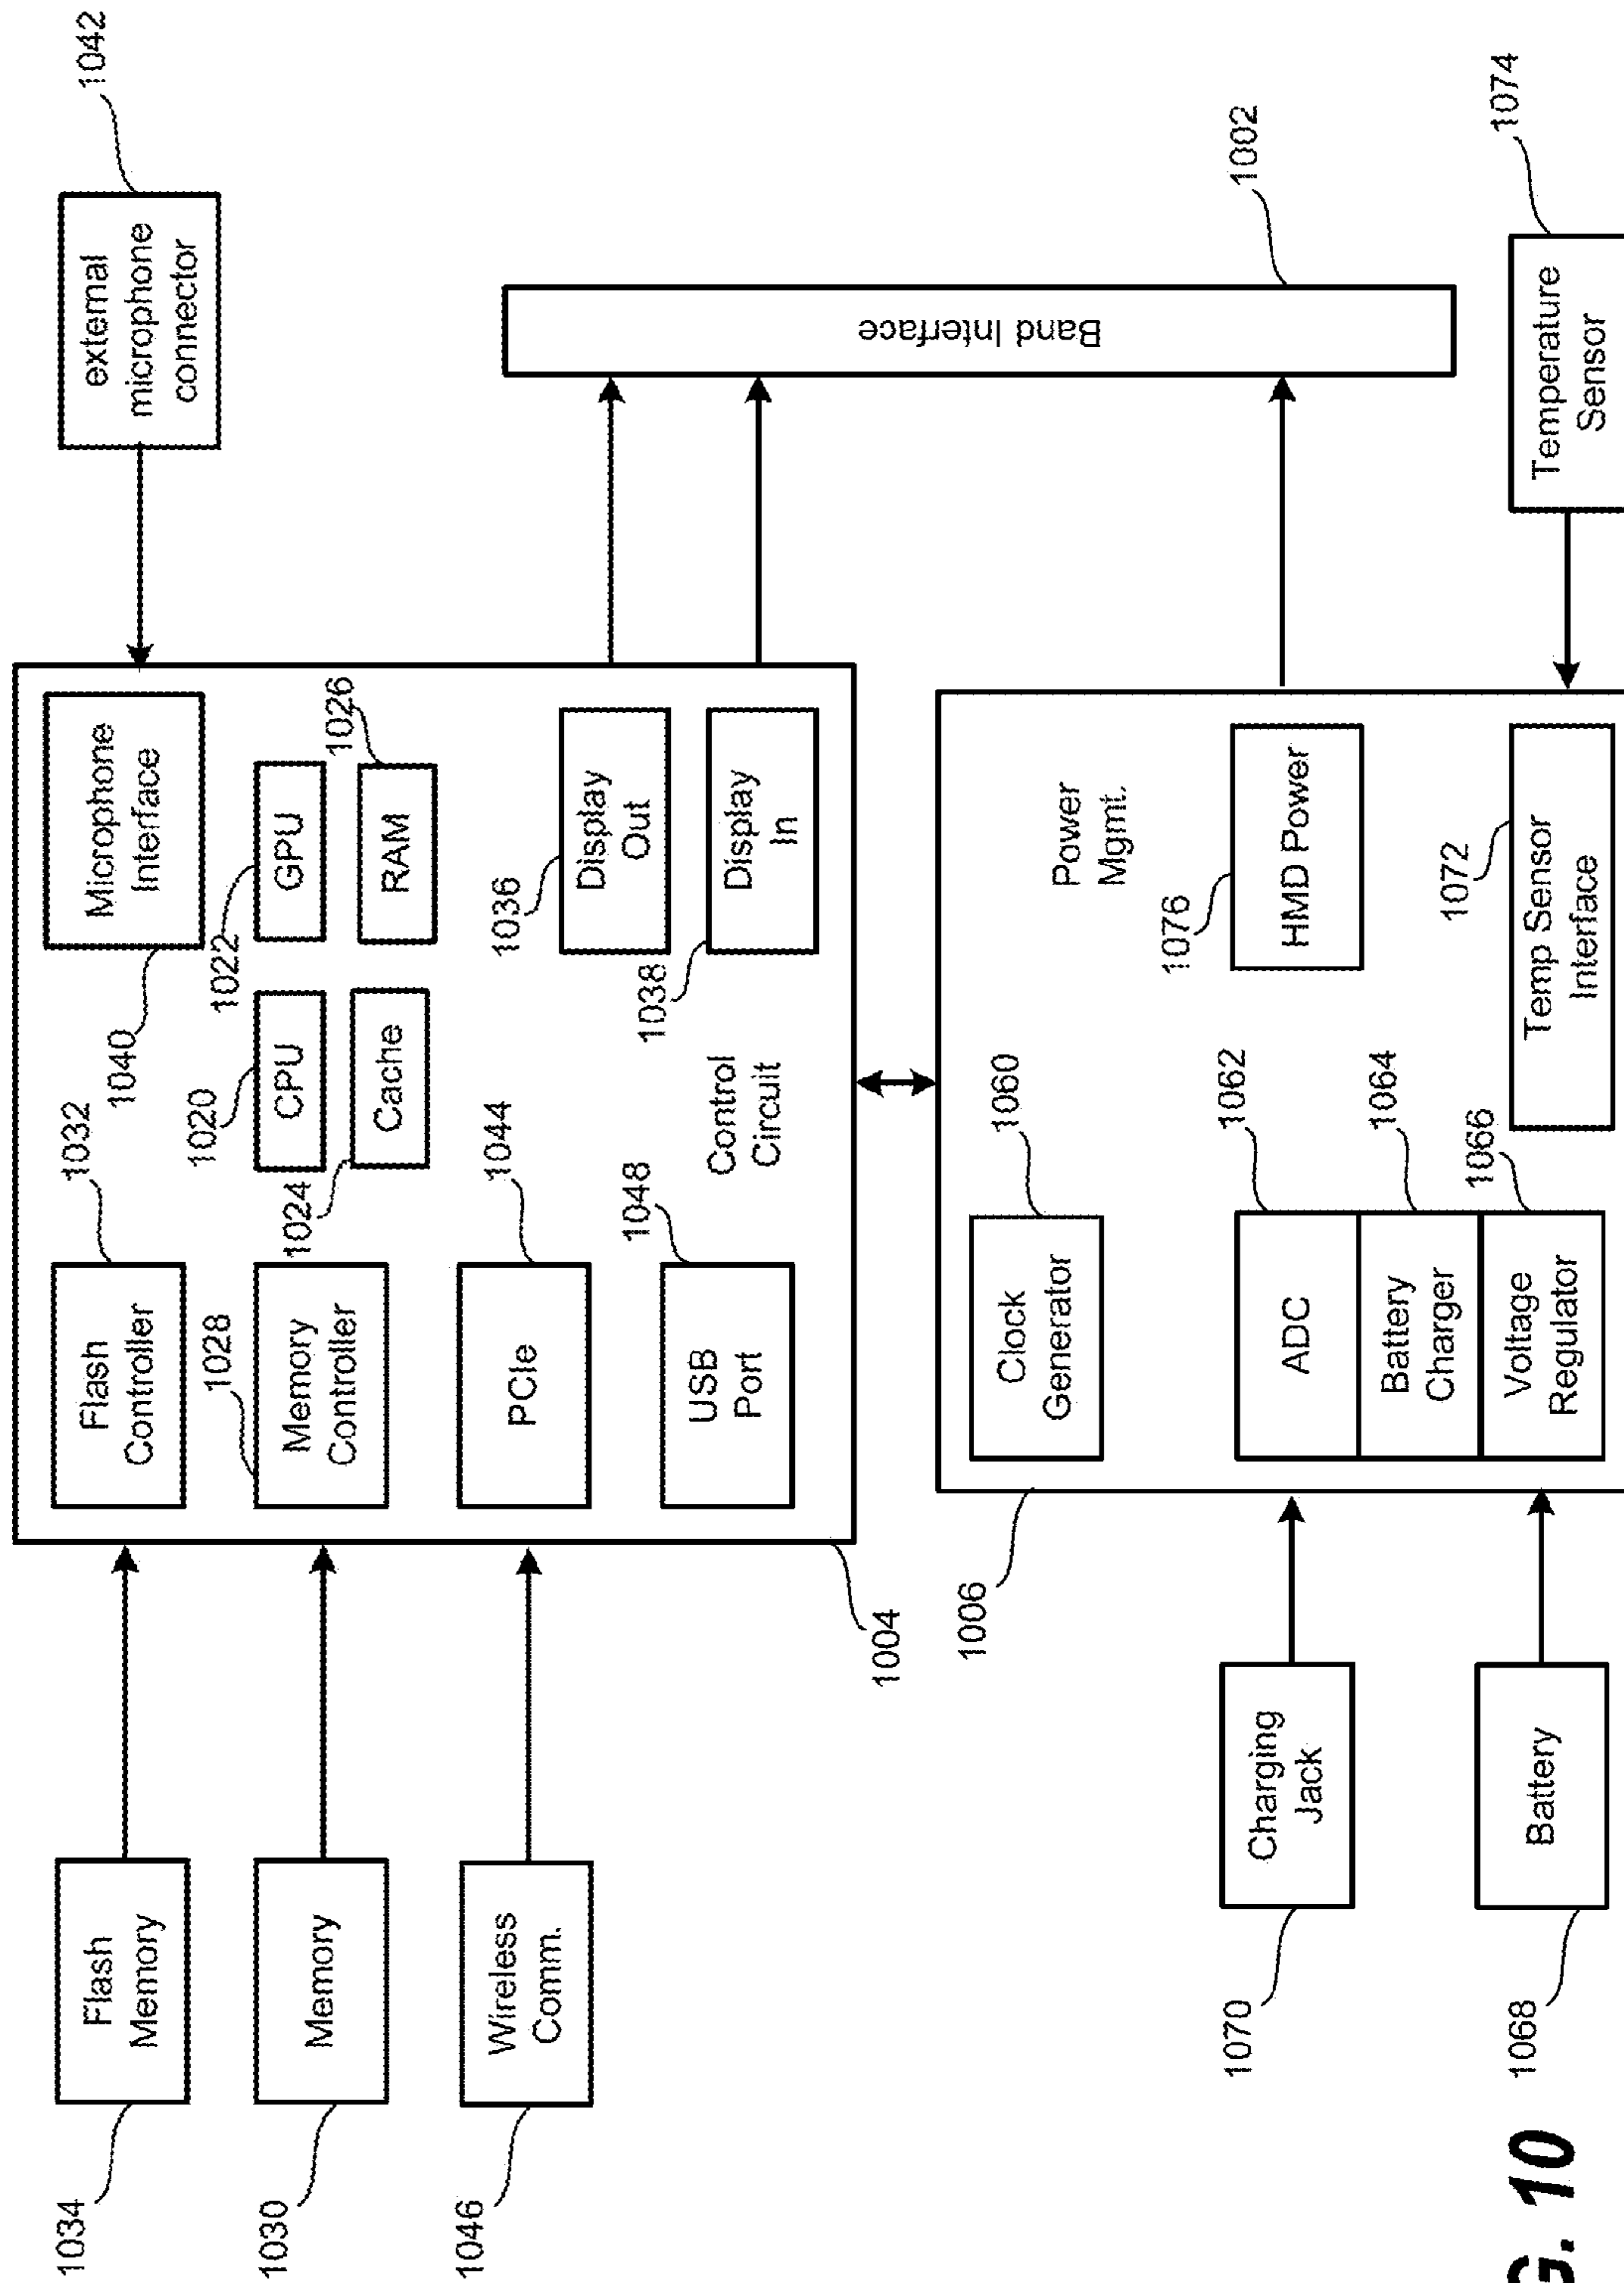 1034
Flash
Memory
1030
Memory
1046
Wireless
Comm.
1032
Flash
Controller
1028
Memory
Controller
1044
PCIe
1048
USB
Port
1040
Microphone
Interface
1020
CPU
1022
GPU
1024
Cache
1026
RAM
1036
Display
Out
1038
Display
In
Control
Circuit
1004
external
microphone
connector
1042
Band Interface
1002
1006
Clock
Generator
1060
Power
Mgmt.
1076
HMD Power
ADC
1062
Battery
Charger
1064
Voltage
Regulator
1066
1072
Temp Sensor
Interface
Charging
Jack
1070
Battery
1068
Temperature
Sensor
1074
G. 10